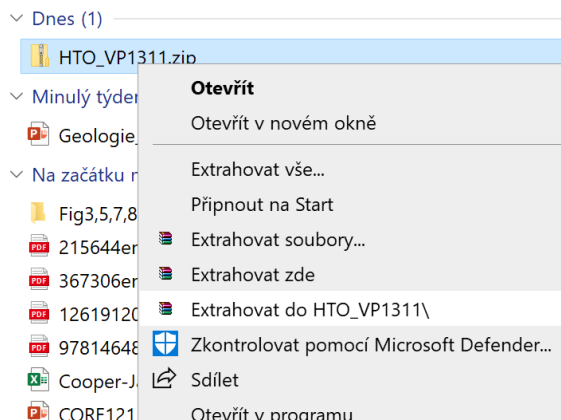 Dnes (1)
HTO_VP1311.zip
Otevřít
Minulý týden
Otevřít v novém okně
Geologie_
Extrahovat vše...
Na začátku
Připnout na Start
Fig3,5,7,8
Extrahovat soubory...
215644er
Extrahovat zde
367306er
Extrahovat do HTO_VP1311\
12619120
Zkontrolovat pomocí Microsoft Defender...
97814648
Sdílet
Cooper-J
Otevřít v programu
CORE121